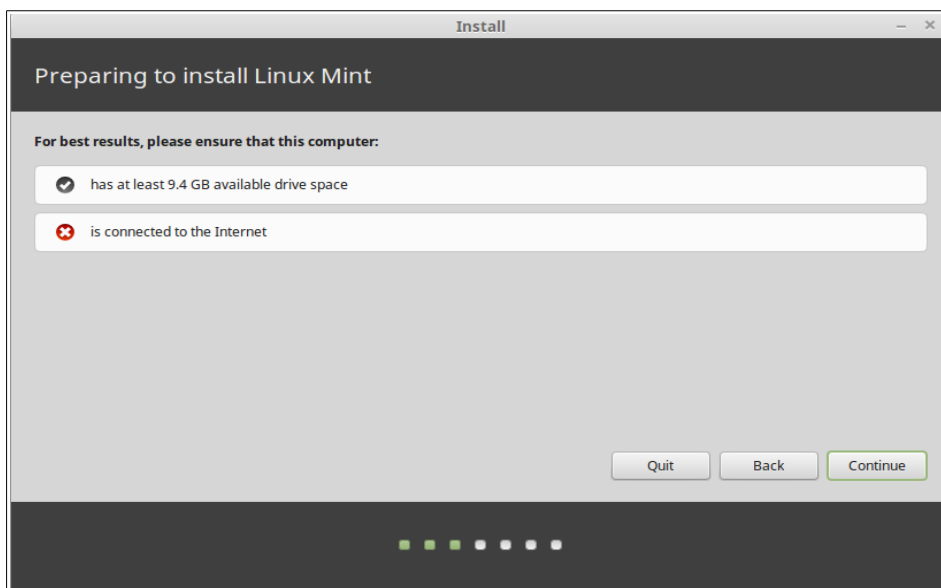 Install
Preparing to install Linux Mint
For best results, please ensure that this computer:
has at least 9.4 GB available drive space
is connected to the Internet
Quit Back Continue